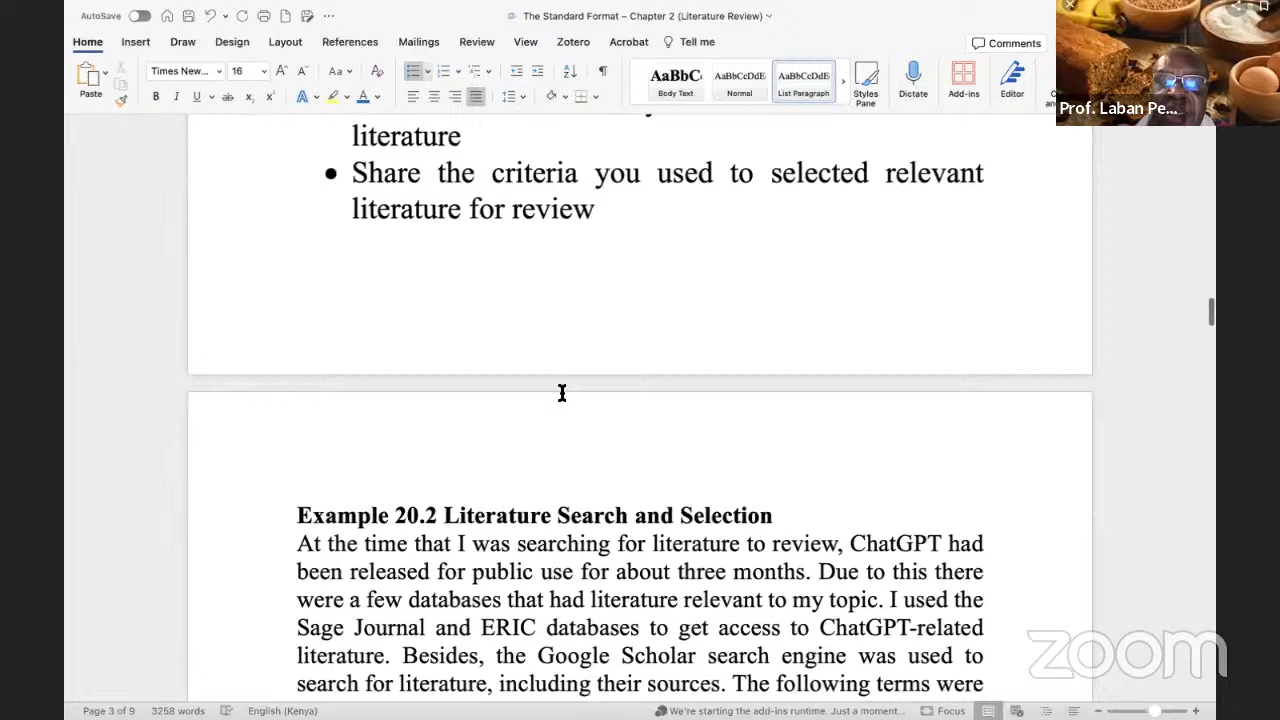 AutoSave
The Standard Format – Chapter 2 (Literature Review)
Home Insert Draw Design Layout References Mailings Review View Zotero Acrobat Tell me
Comments
Paste
Times New...
16
Aa
AaBbC
Body Text
AaBbCcDdE
Normal
AaBbCcDdE
List Paragraph
Styles
Pane
Dictate
Add-ins
Editor
Prof. Laban Pe...
literature
• Share the criteria you used to selected relevant
literature for review
Example 20.2 Literature Search and Selection
At the time that I was searching for literature to review, ChatGPT had
been released for public use for about three months. Due to this there
were a few databases that had literature relevant to my topic. I used the
Sage Journal and ERIC databases to get access to ChatGPT-related
literature. Besides, the Google Scholar search engine was used to
search for literature, including their sources. The following terms were
zoom
Page 3 of 9 3258 words English (Kenya) We're starting the add-ins runtime. Just a moment... Focus